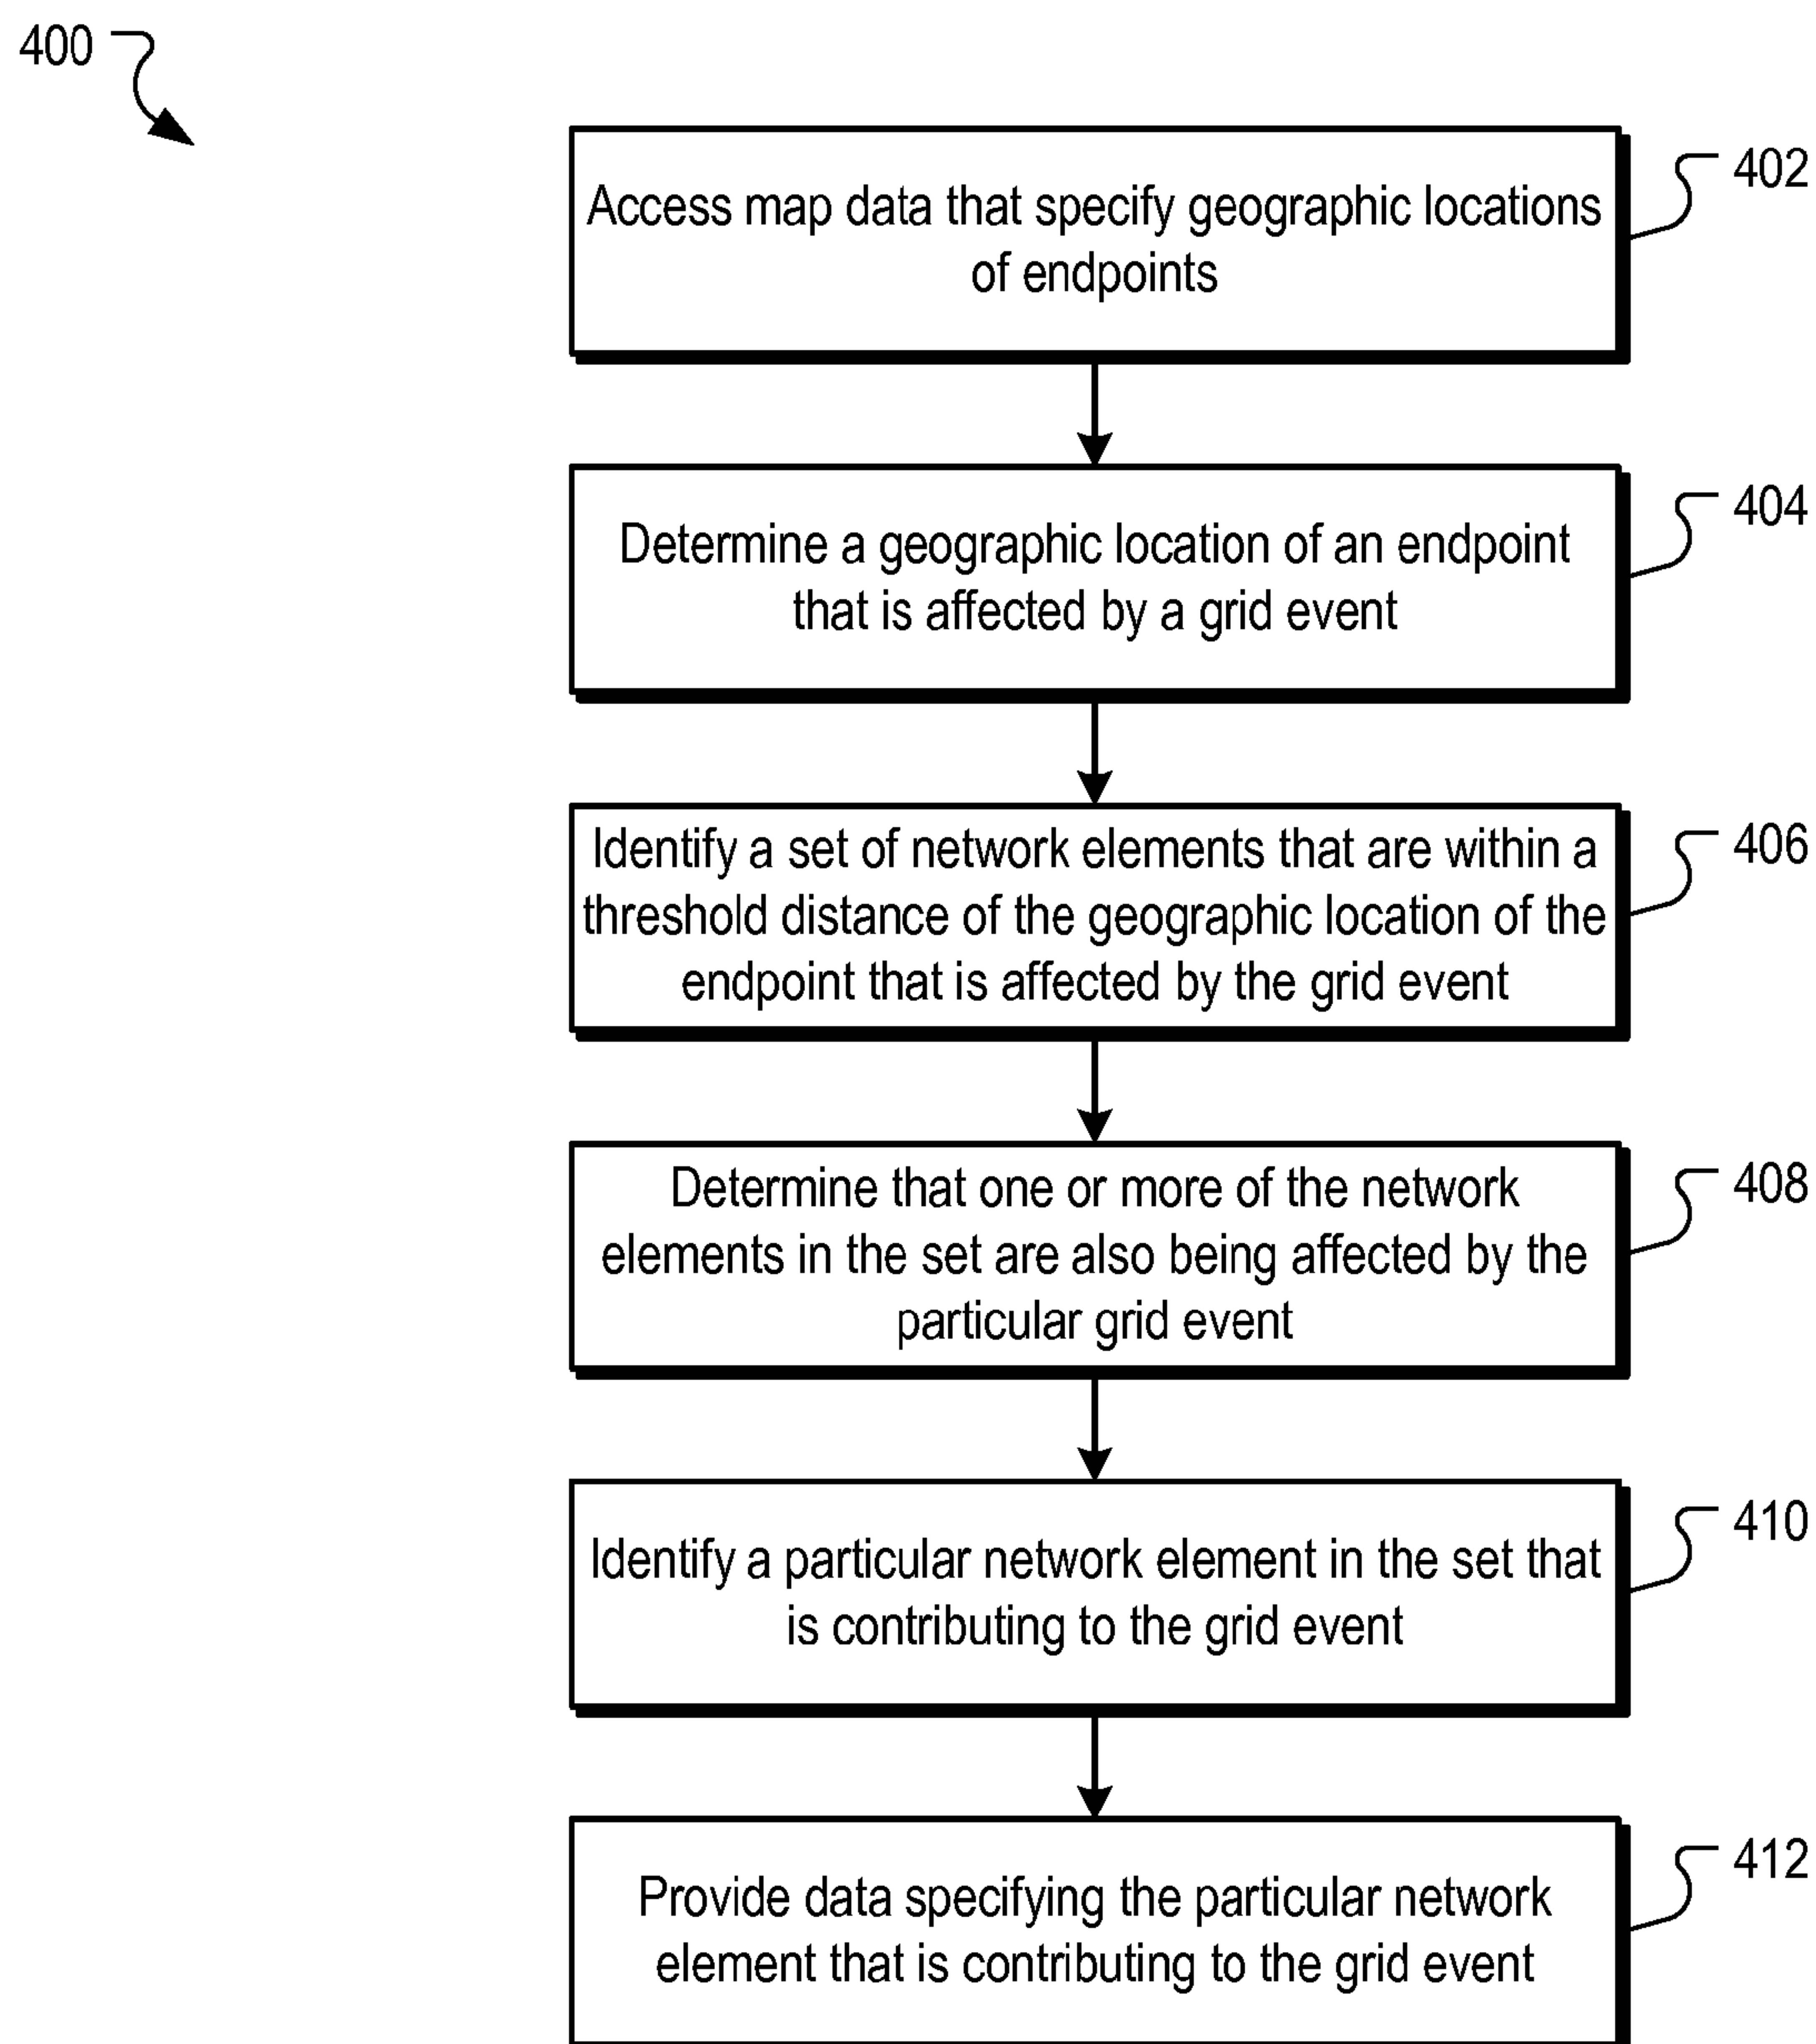 400
Access map data that specify geographic locations
of endpoints
402
Determine a geographic location of an endpoint
that is affected by a grid event
404
Identify a set of network elements that are within a
threshold distance of the geographic location of the
endpoint that is affected by the grid event
406
Determine that one or more of the network
elements in the set are also being affected by the
particular grid event
408
Identify a particular network element in the set that
is contributing to the grid event
410
Provide data specifying the particular network
element that is contributing to the grid event
412